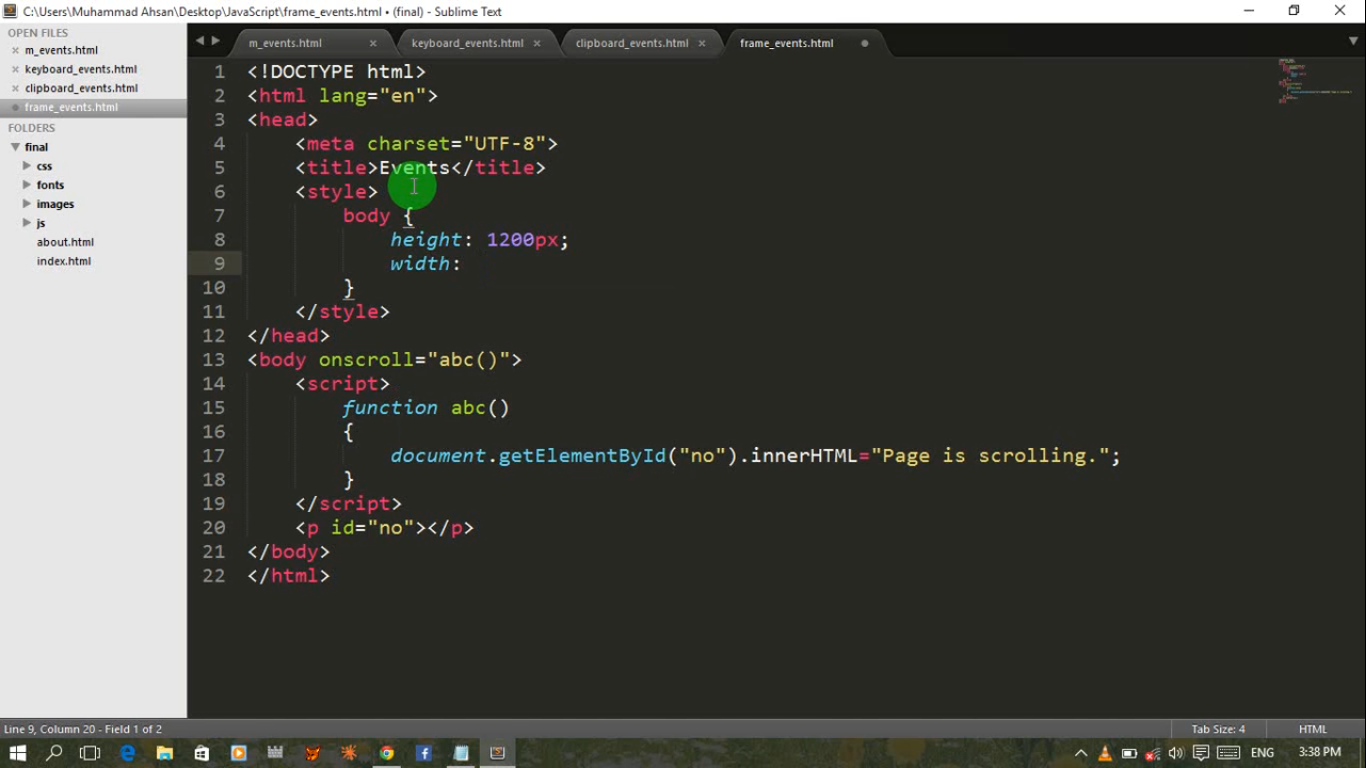 C:\Users\Muhammad Ahsan\Desktop\JavaScript\frame_events.html • (final) - Sublime Text
OPEN FILES
m_events.html
keyboard_events.html
clipboard_events.html
frame_events.html
FOLDERS
final
css
fonts
images
js
about.html
index.html
m_events.html
keyboard_events.html
clipboard_events.html
frame_events.html
1 <!DOCTYPE html>
2 <html lang="en">
3 <head>
4 <meta charset="UTF-8">
5 <title>Events</title>
6 <style>
7 body {
8 height: 1200px;
9 width:
10 }
11 </style>
12 </head>
13 <body onscroll="abc()">
14 <script>
15 function abc()
16 {
17 document.getElementById("no").innerHTML="Page is scrolling.";
18 }
19 </script>
20 <p id="no"></p>
21 </body>
22 </html>
Line 9, Column 20 - Field 1 of 2
Tab Size: 4
HTML
ENG
3:38 PM